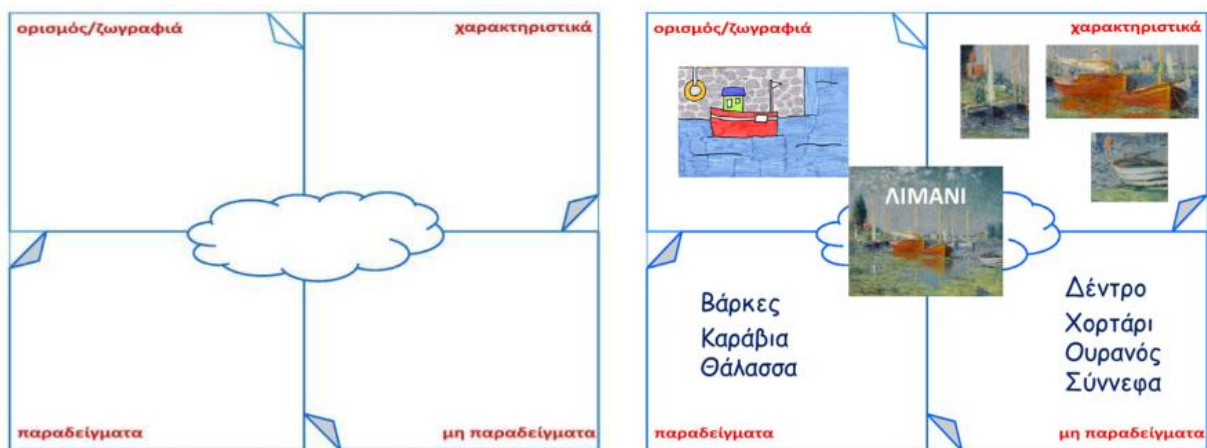 ορισμός/ζωγραφιά
χαρακτηριστικά
παραδείγματα
μη παραδείγματα
ορισμός/ζωγραφιά
χαρακτηριστικά
ΛΙΜΑΝΙ
Βάρκες
Καράβια
Θάλασσα
Δέντρο
Χορτάρι
Ουρανός
Σύννεφα
παραδείγματα
μη παραδείγματα